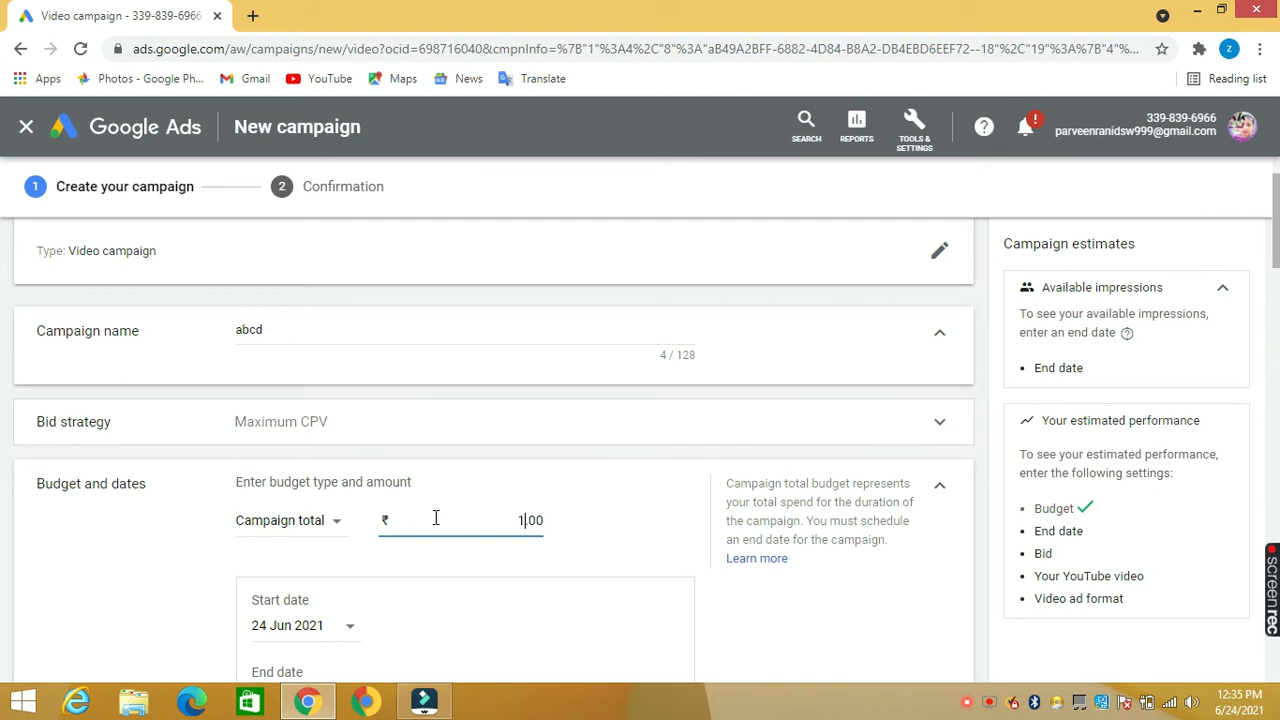 Video campaign - 339-839-6966
ads.google.com/aw/campaigns/new/video?ocid=698716040&cmpnInfo=%7B"1"%3A4%2C"8"%3A"aB49A2BFF-6882-4D84-B8A2-DB4EBD6EEF72--18"%2C"19"%3A%7B"4"%...
Apps
Photos - Google Ph...
Gmail
YouTube
Maps
News
Translate
Reading list
Google Ads
New campaign
SEARCH
REPORTS
TOOLS & SETTINGS
339-839-6966
parveenranidsw999@gmail.com
z
1 Create your campaign
2 Confirmation
Type: Video campaign
Campaign name
abcd
4 / 128
Bid strategy
Maximum CPV
Budget and dates
Enter budget type and amount
Campaign total
₹ 1.00
Campaign total budget represents
your total spend for the duration of
the campaign. You must schedule
an end date for the campaign.
Learn more
Start date
24 Jun 2021
End date
Campaign estimates
Available impressions
To see your available impressions,
enter an end date
• End date
Your estimated performance
To see your estimated performance,
enter the following settings:
• Budget
• End date
• Bid
• Your YouTube video
• Video ad format
screenrec
12:35 PM
6/24/2021